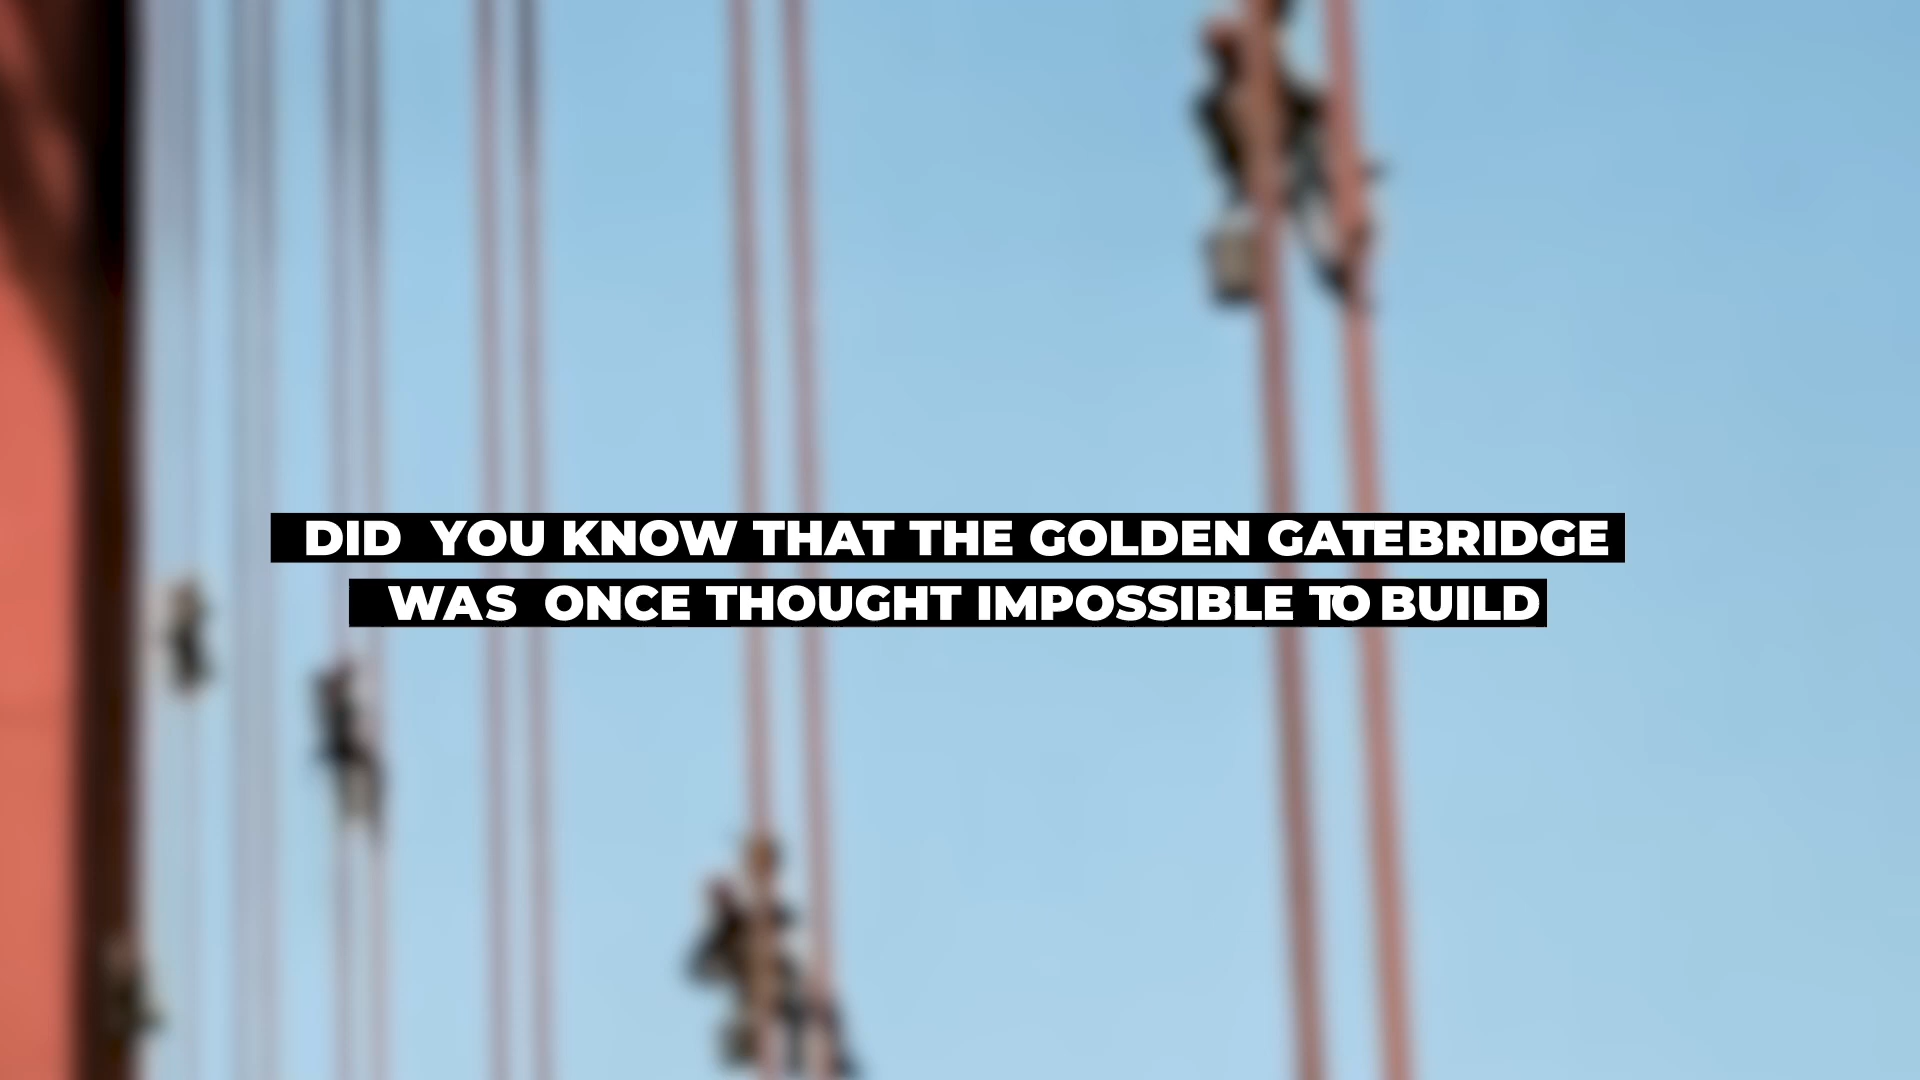 DID YOU KNOW THAT THE GOLDEN GATEBRIDGE
WAS ONCE THOUGHT IMPOSSIBLE TO BUILD